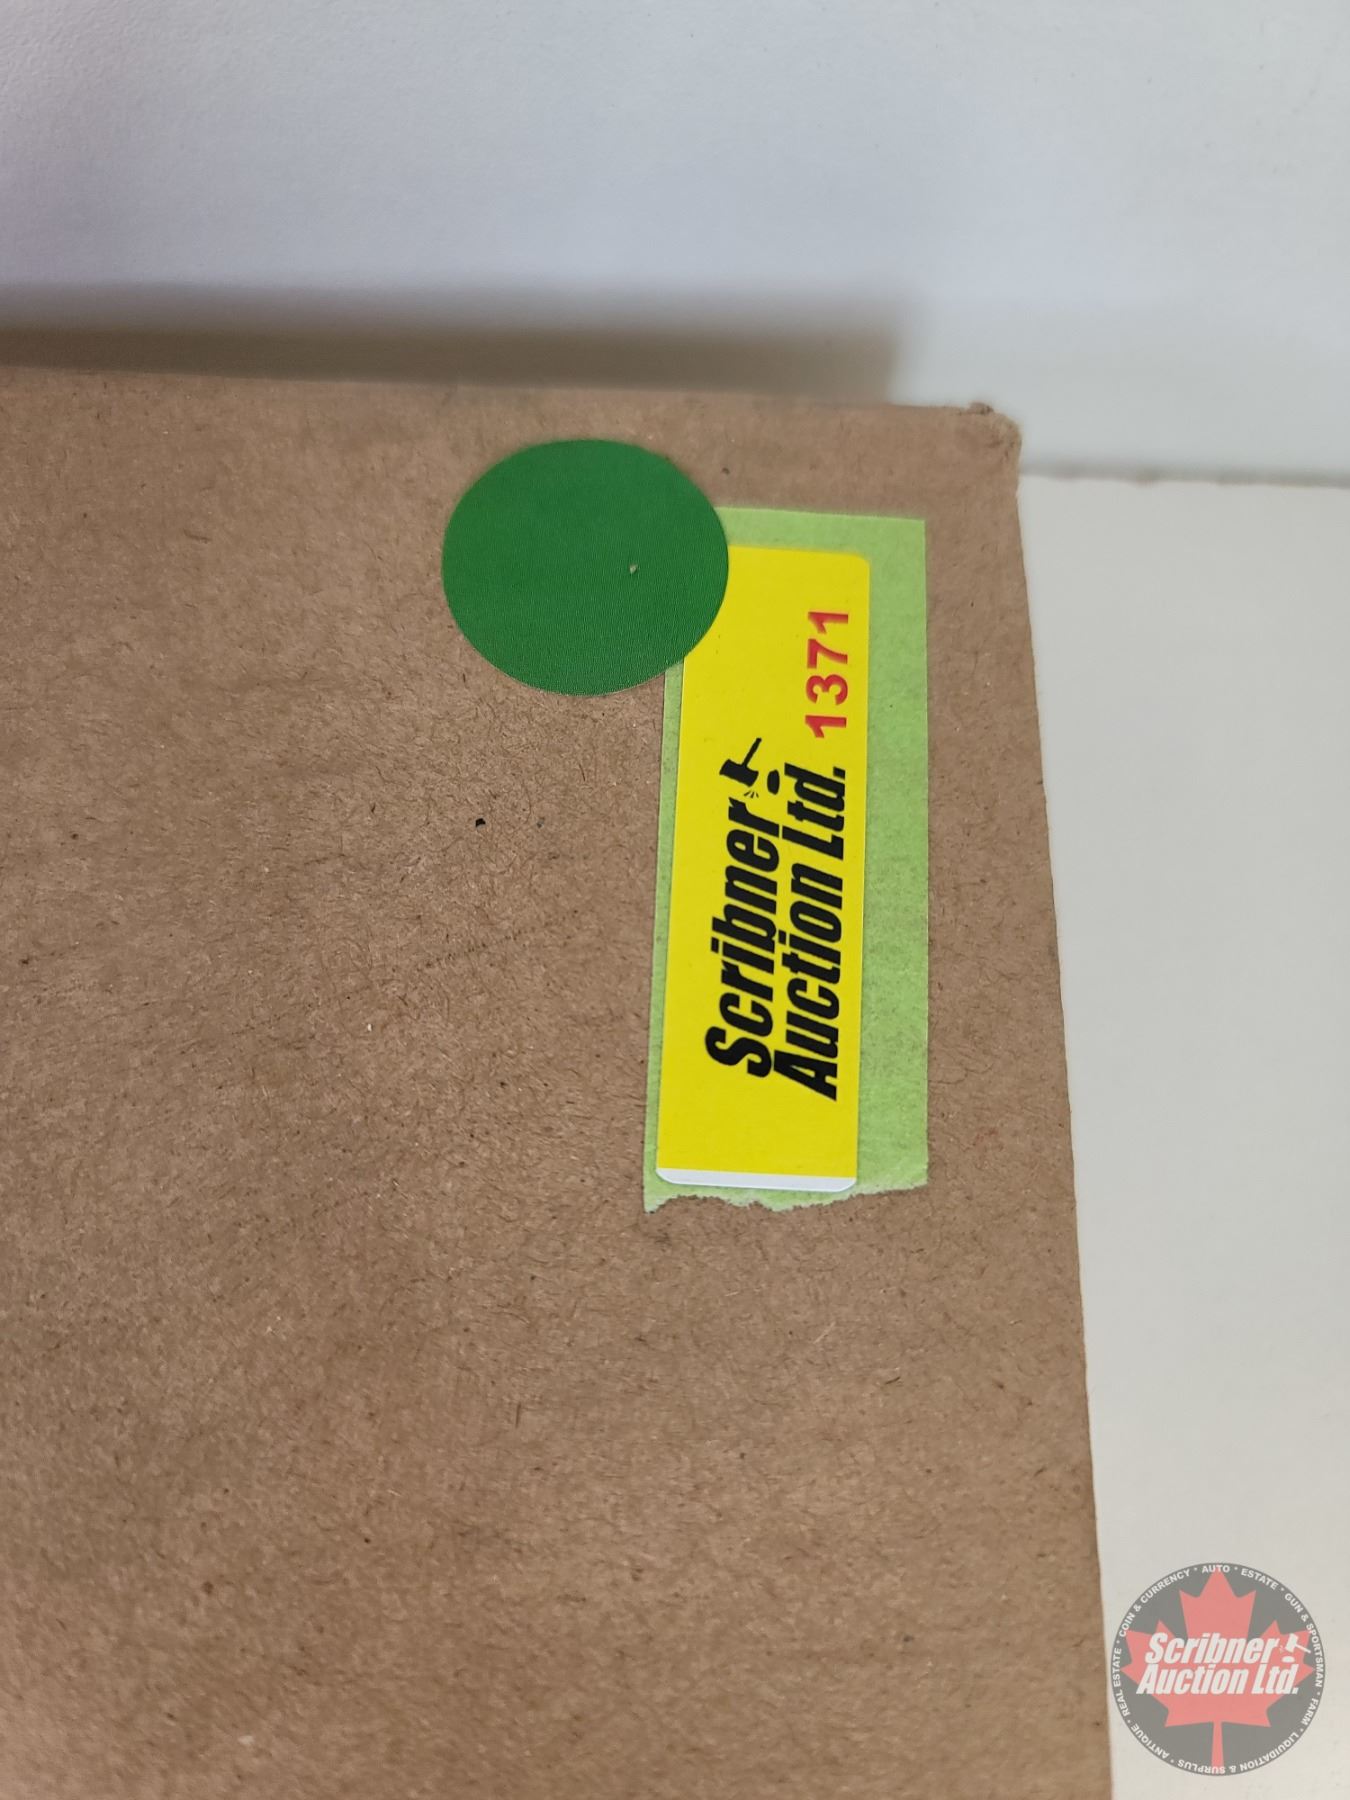 Scribner
Auction Ltd. 1371
COIN & CURRENCY * AUTO * ESTATE * GUN & SPORTSMAN * FARM * LIQUIDATION & SURPLUS * ANTIQUE * REAL ESTATE *
Scribner
Auction Ltd.